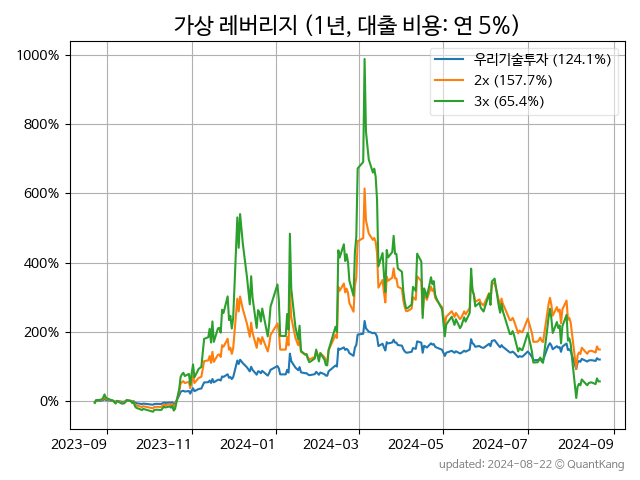 가상 레버리지 (1년, 대출 비용: 연 5%)
1000%
800%
600%
400%
200%
0%
우리기술투자 (124.1%)
2x (157.7%)
3x (65.4%)
2023-09 2023-11 2024-01 2024-03 2024-05 2024-07 2024-09
updated: 2024-08-22 © QuantKang